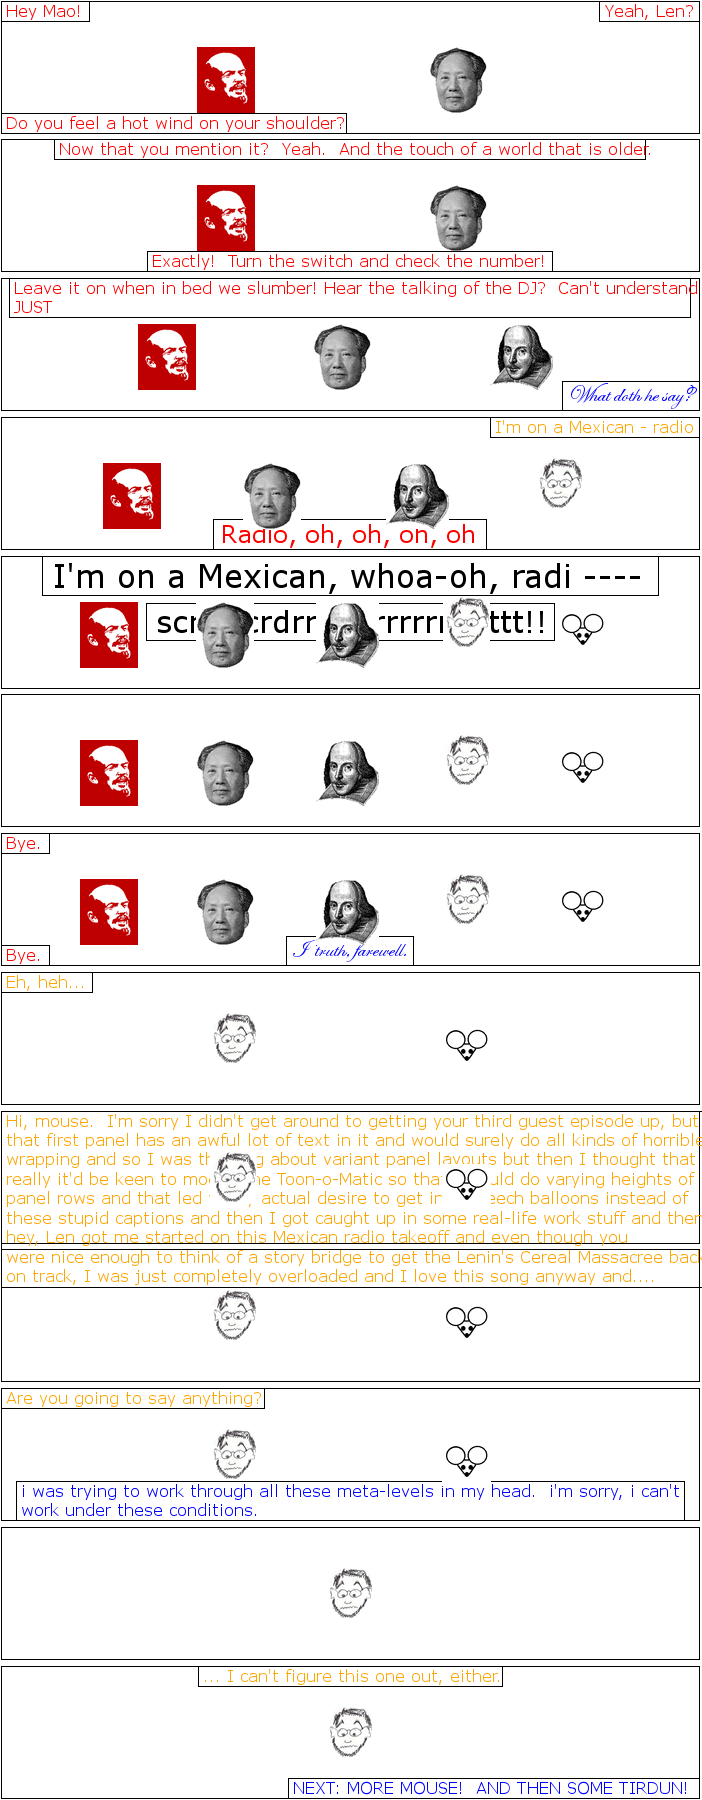 Hey Mao!
Yeah, Len?
Do you feel a hot wind on your shoulder?
Now that you mention it?  Yeah.  And the touch of a world that is older.
Exactly!  Turn the switch and check the number!
Leave it on when in bed we slumber! Hear the talking of the DJ?  Can't understand
JUST
What doth he say?
I'm on a Mexican - radio
Radio, oh, oh, on, oh
I'm on a Mexican, whoa-oh, radi ----
scr crdrr rrrrr ttt!!
Bye.
Bye.
I truth, farewell.
Eh, heh...
Hi, mouse.  I'm sorry I didn't get around to getting your third guest episode up, but
that first panel has an awful lot of text in it and would surely do all kinds of horrible
wrapping and so I was th g about variant panel layouts but then I thought that
really it'd be keen to mo e Toon-o-Matic so tha uld do varying heights of
panel rows and that led actual desire to get in eech balloons instead of
these stupid captions and then I got caught up in some real-life work stuff and then
hey, Len got me started on this Mexican radio takeoff and even though you
were nice enough to think of a story bridge to get the Lenin's Cereal Massacree bac
on track, I was just completely overloaded and I love this song anyway and....
Are you going to say anything?
i was trying to work through all these meta-levels in my head.  i'm sorry, i can't
work under these conditions.
... I can't figure this one out, either.
NEXT: MORE MOUSE!  AND THEN SOME TIRDUN!